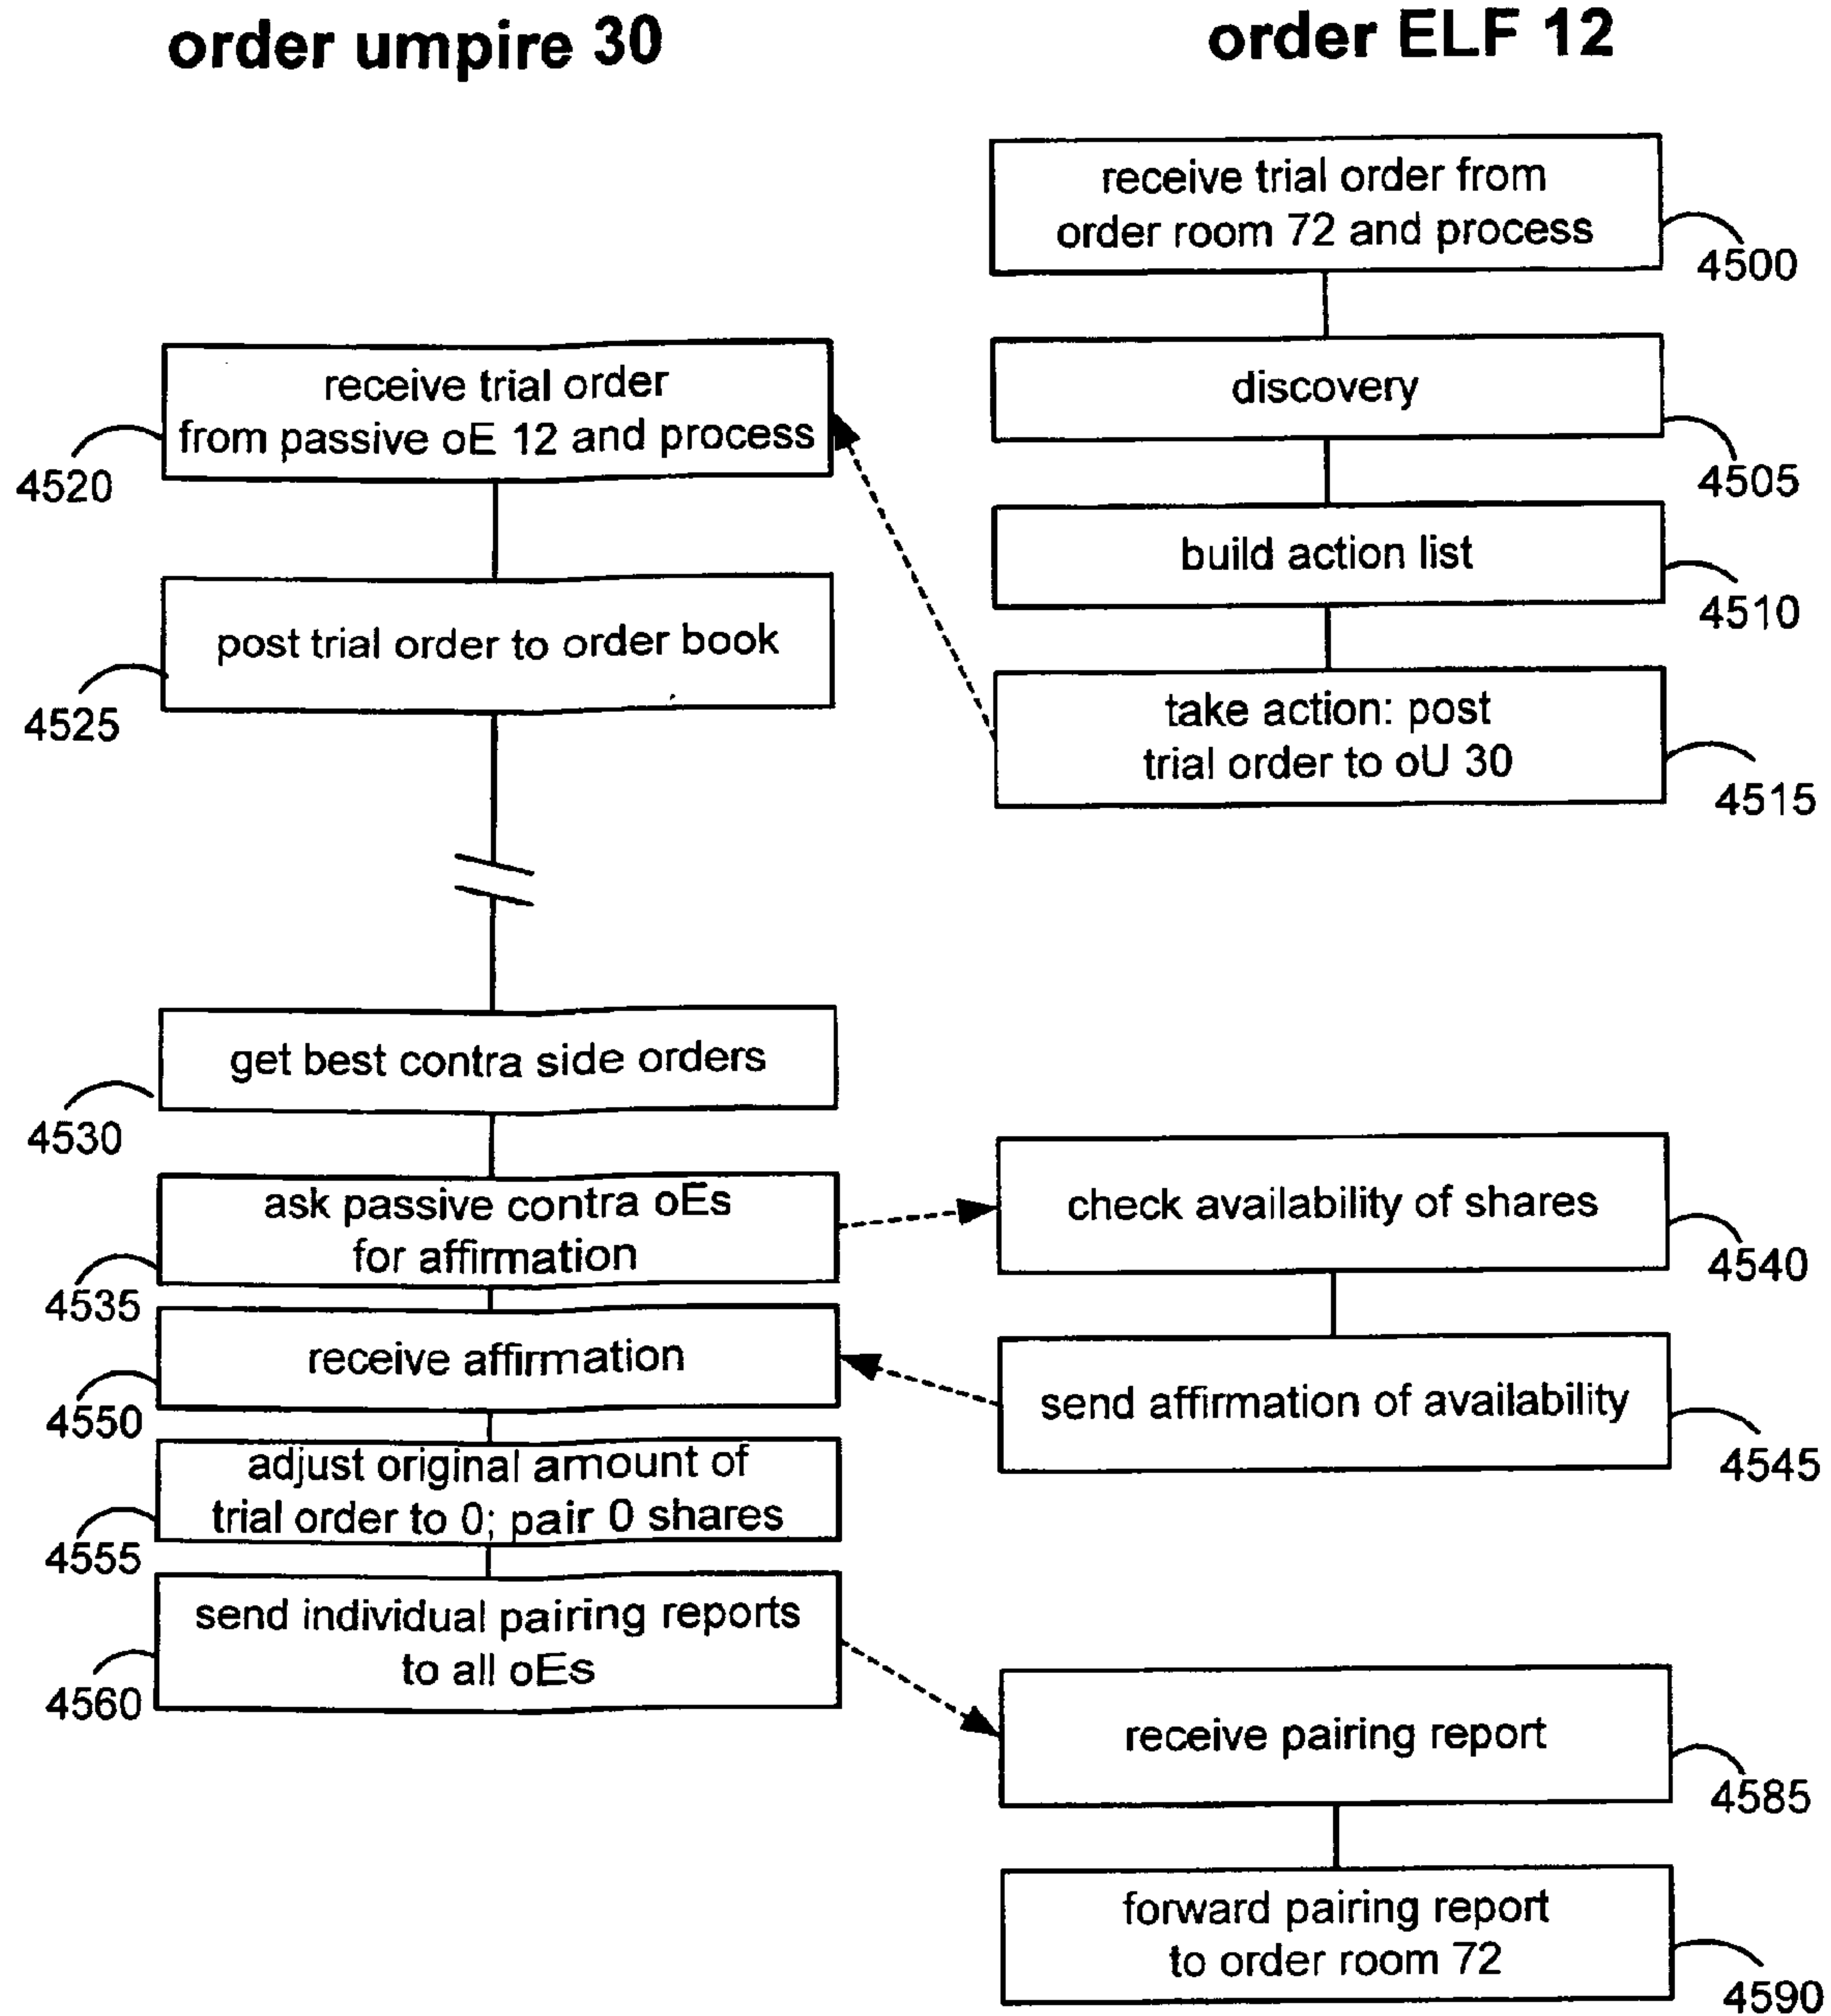 order umpire 30
order ELF 12
receive trial order from
order room 72 and process
4500
discovery
4505
build action list
4510
take action: post
trial order to oU 30
4515
receive trial order
from passive oE 12 and process
4520
post trial order to order book
4525
get best contra side orders
4530
ask passive contra oEs
for affirmation
4535
check availability of shares
4540
send affirmation of availability
4545
receive affirmation
4550
adjust original amount of
trial order to 0; pair 0 shares
4555
send individual pairing reports
to all oEs
4560
receive pairing report
4585
forward pairing report
to order room 72
4590